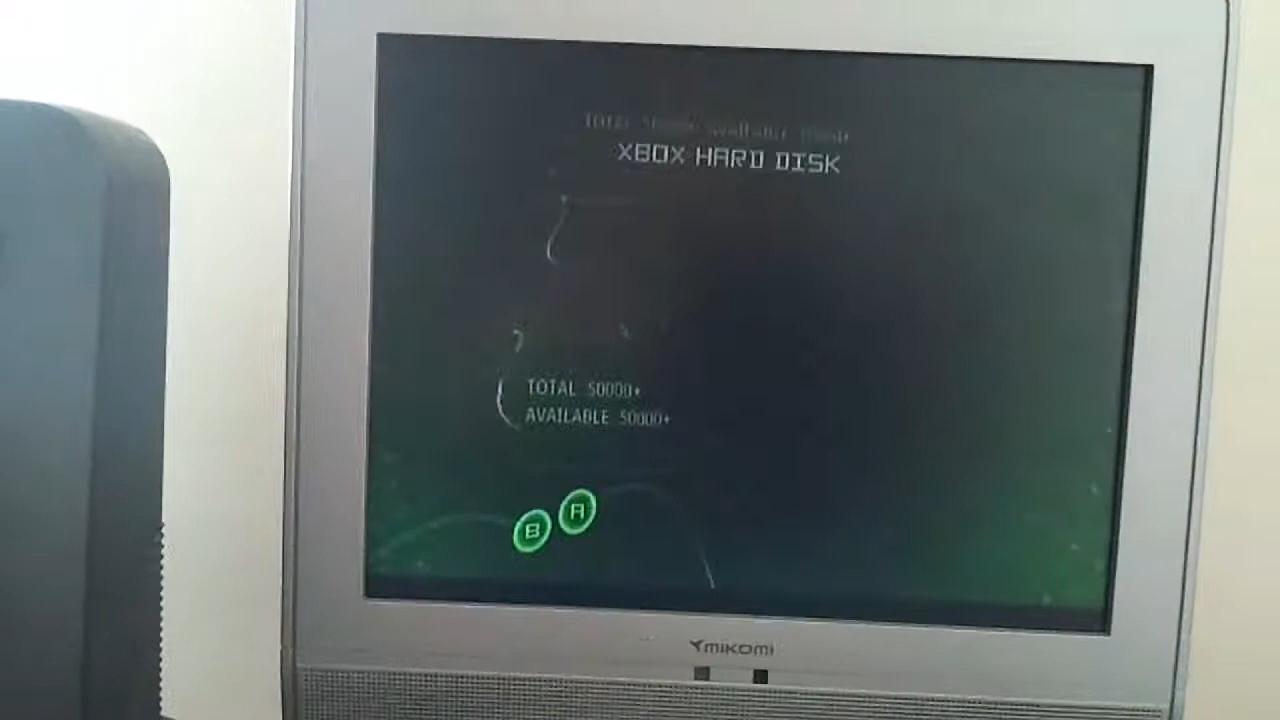 XBOX HARD DISK
TOTAL 50000+
AVAILABLE 50000+
B
A
mikomi